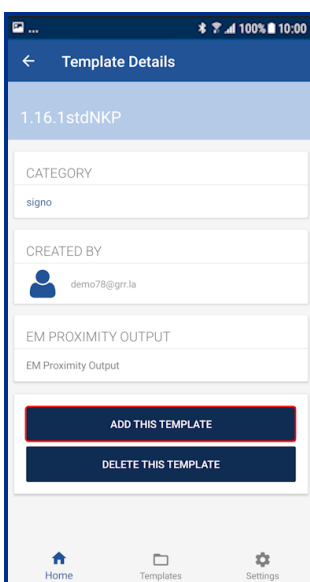 ... 100% 10:00
Template Details
1.16.1stdNKP
CATEGORY
signo
CREATED BY
demo78@grr.la
EM PROXIMITY OUTPUT
EM Proximity Output
ADD THIS TEMPLATE
DELETE THIS TEMPLATE
Home Templates Settings